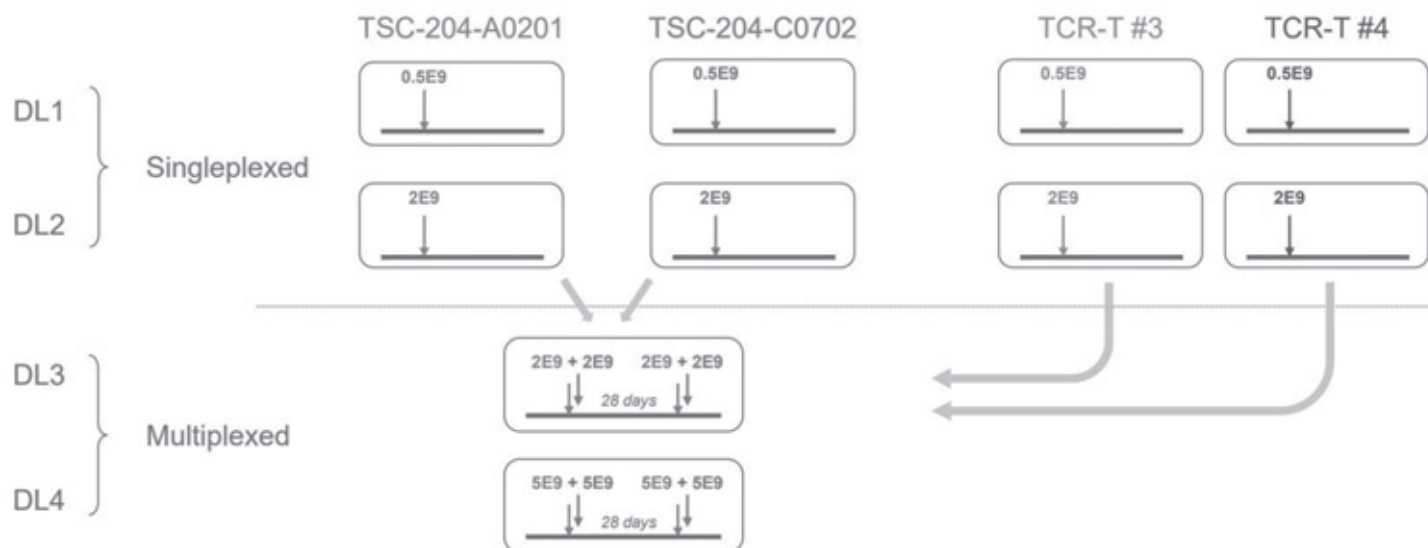 TSC-204-A0201 TSC-204-C0702 TCR-T #3 TCR-T #4
0.5E9 0.5E9 0.5E9 0.5E9
DL1
Singleplexed
2E9 2E9 2E9 2E9
DL2
2E9 + 2E9 2E9 + 2E9
DL3
28 days
Multiplexed
5E9 + 5E9 5E9 + 5E9
DL4
28 days